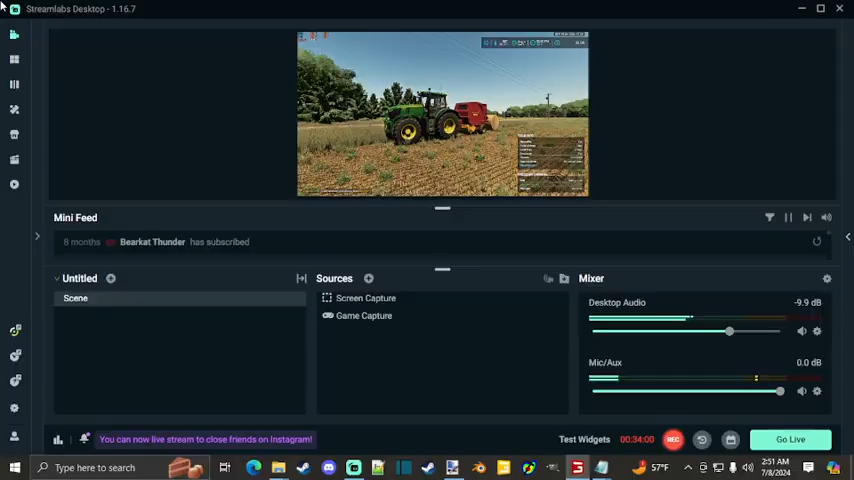 Streamlabs Desktop - 1.16.7
Mini Feed
8 months Bearkat Thunder has subscribed
Untitled
Sources
Mixer
Scene
Screen Capture
Game Capture
Desktop Audio -9.9 dB
Mic/Aux 0.0 dB
You can now live stream to close friends on Instagram!
Test Widgets 00:34:00 REC Go Live
Type here to search
57°F
2:51 AM
7/8/2024